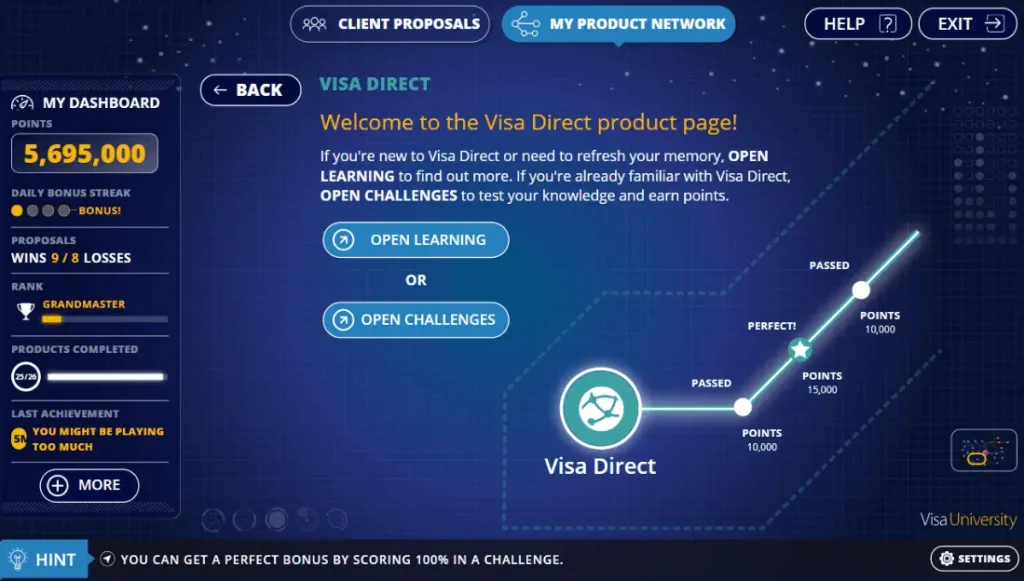 CLIENT PROPOSALS
MY PRODUCT NETWORK
HELP ?
EXIT
MY DASHBOARD
POINTS
5,695,000
DAILY BONUS STREAK
BONUS!
PROPOSALS
WINS 9 / 8 LOSSES
RANK
GRANDMASTER
PRODUCTS COMPLETED
25/26
LAST ACHIEVEMENT
5M YOU MIGHT BE PLAYING
TOO MUCH
MORE
BACK
VISA DIRECT
Welcome to the Visa Direct product page!
If you're new to Visa Direct or need to refresh your memory, OPEN
LEARNING to find out more. If you're already familiar with Visa Direct,
OPEN CHALLENGES to test your knowledge and earn points.
OPEN LEARNING
OR
OPEN CHALLENGES
PASSED
POINTS
10,000
PERFECT!
POINTS
15,000
PASSED
POINTS
10,000
Visa Direct
Visa University
HINT
YOU CAN GET A PERFECT BONUS BY SCORING 100% IN A CHALLENGE.
SETTINGS